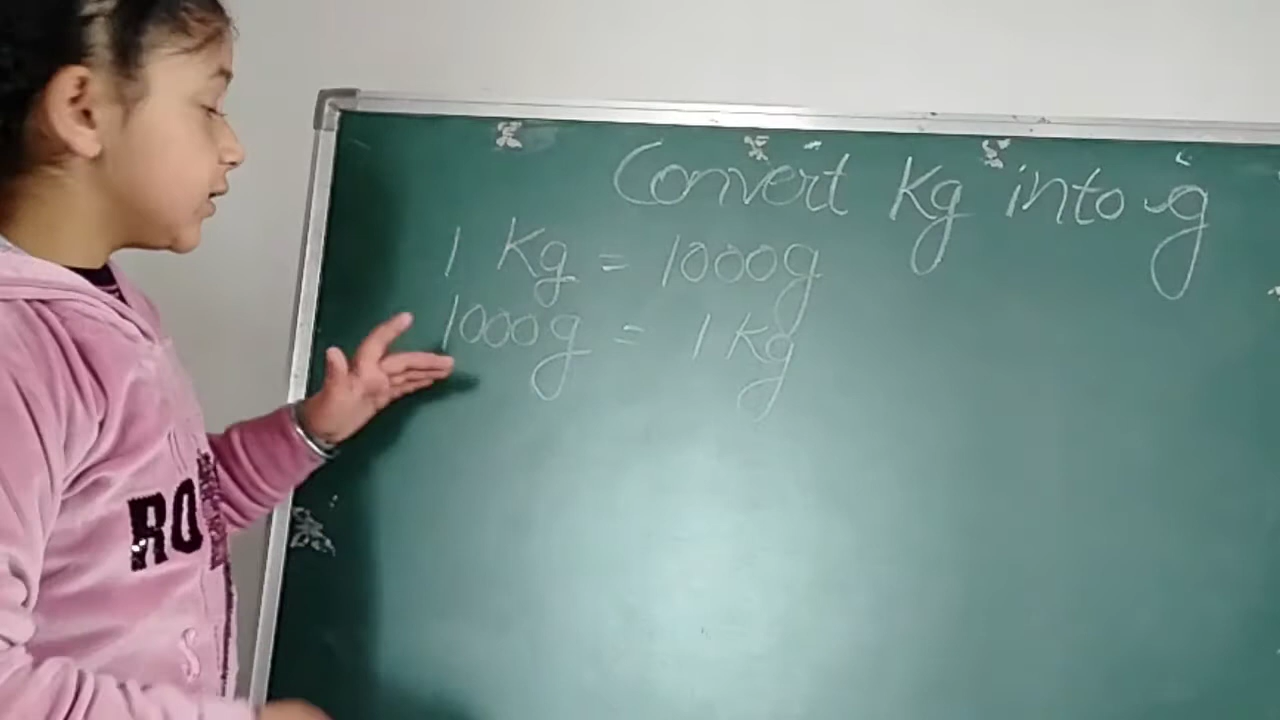 Convert Kg into g
1 Kg = 1000g
1000g = 1 Kg
RO